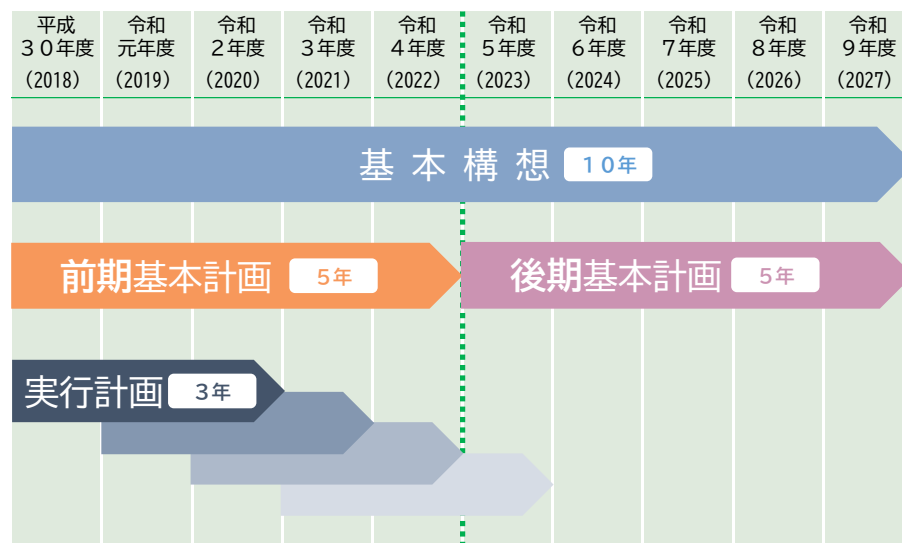 平成 令和 令和 令和 令和 令和 令和 令和 令和 令和
３０年度 元年度 ２年度 ３年度 ４年度 ５年度 ６年度 ７年度 ８年度 ９年度
(2018) (2019) (2020) (2021) (2022) (2023) (2024) (2025) (2026) (2027)
基本構想 １０年
前期基本計画 ５年 後期基本計画 ５年
実行計画 ３年